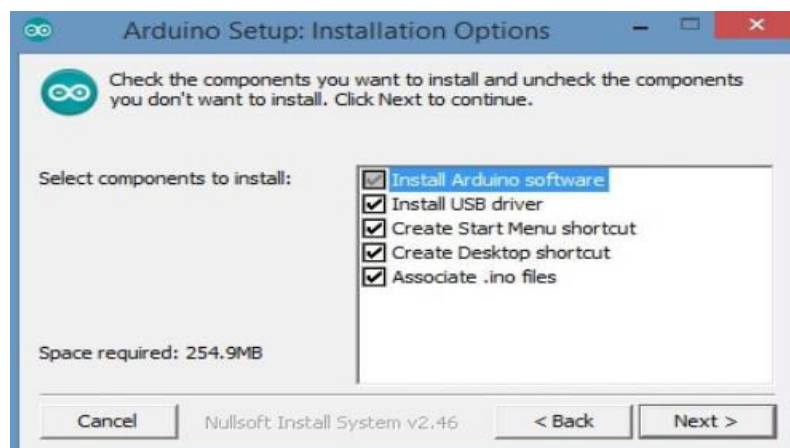 Arduino Setup: Installation Options
Check the components you want to install and uncheck the components
you don't want to install. Click Next to continue.
Select components to install:
Install Arduino software
Install USB driver
Create Start Menu shortcut
Create Desktop shortcut
Associate .ino files
Space required: 254.9MB
Cancel
Nullsoft Install System v2.46
< Back
Next >